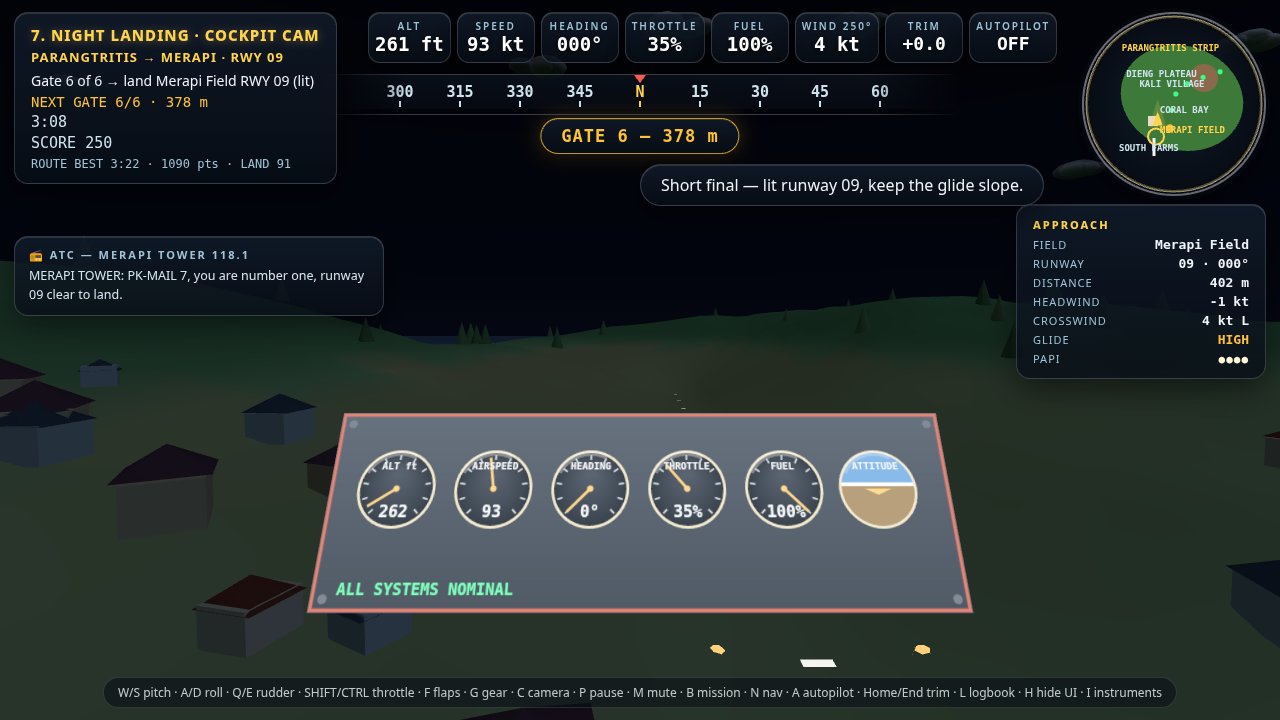 7. NIGHT LANDING · COCKPIT CAM
PARANGTRITIS → MERAPI · RWY 09
Gate 6 of 6 → land Merapi Field RWY 09 (lit)
NEXT GATE 6/6 · 378 m
3:08
SCORE 250
ROUTE BEST 3:22 · 1090 pts · LAND 91
ALT
261 ft
SPEED
93 kt
HEADING
000°
THROTTLE
35%
FUEL
100%
WIND 250°
4 kt
TRIM
+0.0
AUTOPILOT
OFF
300 315 330 345 N 15 30 45 60
GATE 6 — 378 m
Short final — lit runway 09, keep the glide slope.
PARANGTRITIS STRIP
DIENG PLATEAU
KALI VILLAGE
CORAL BAY
MERAPI FIELD
SOUTH FARMS
📻 ATC — MERAPI TOWER 118.1
MERAPI TOWER: PK-MAIL 7, you are number one, runway
09 clear to land.
APPROACH
FIELD Merapi Field
RUNWAY 09 · 000°
DISTANCE 402 m
HEADWIND -1 kt
CROSSWIND 4 kt L
GLIDE HIGH
PAPI ●●●●
ALT ft
262
AIRSPEED
93
HEADING
0°
THROTTLE
35%
FUEL
100%
ATTITUDE
ALL SYSTEMS NOMINAL
W/S pitch · A/D roll · Q/E rudder · SHIFT/CTRL throttle · F flaps · G gear · C camera · P pause · M mute · B mission · N nav · A autopilot · Home/End trim · L logbook · H hide UI · I instruments